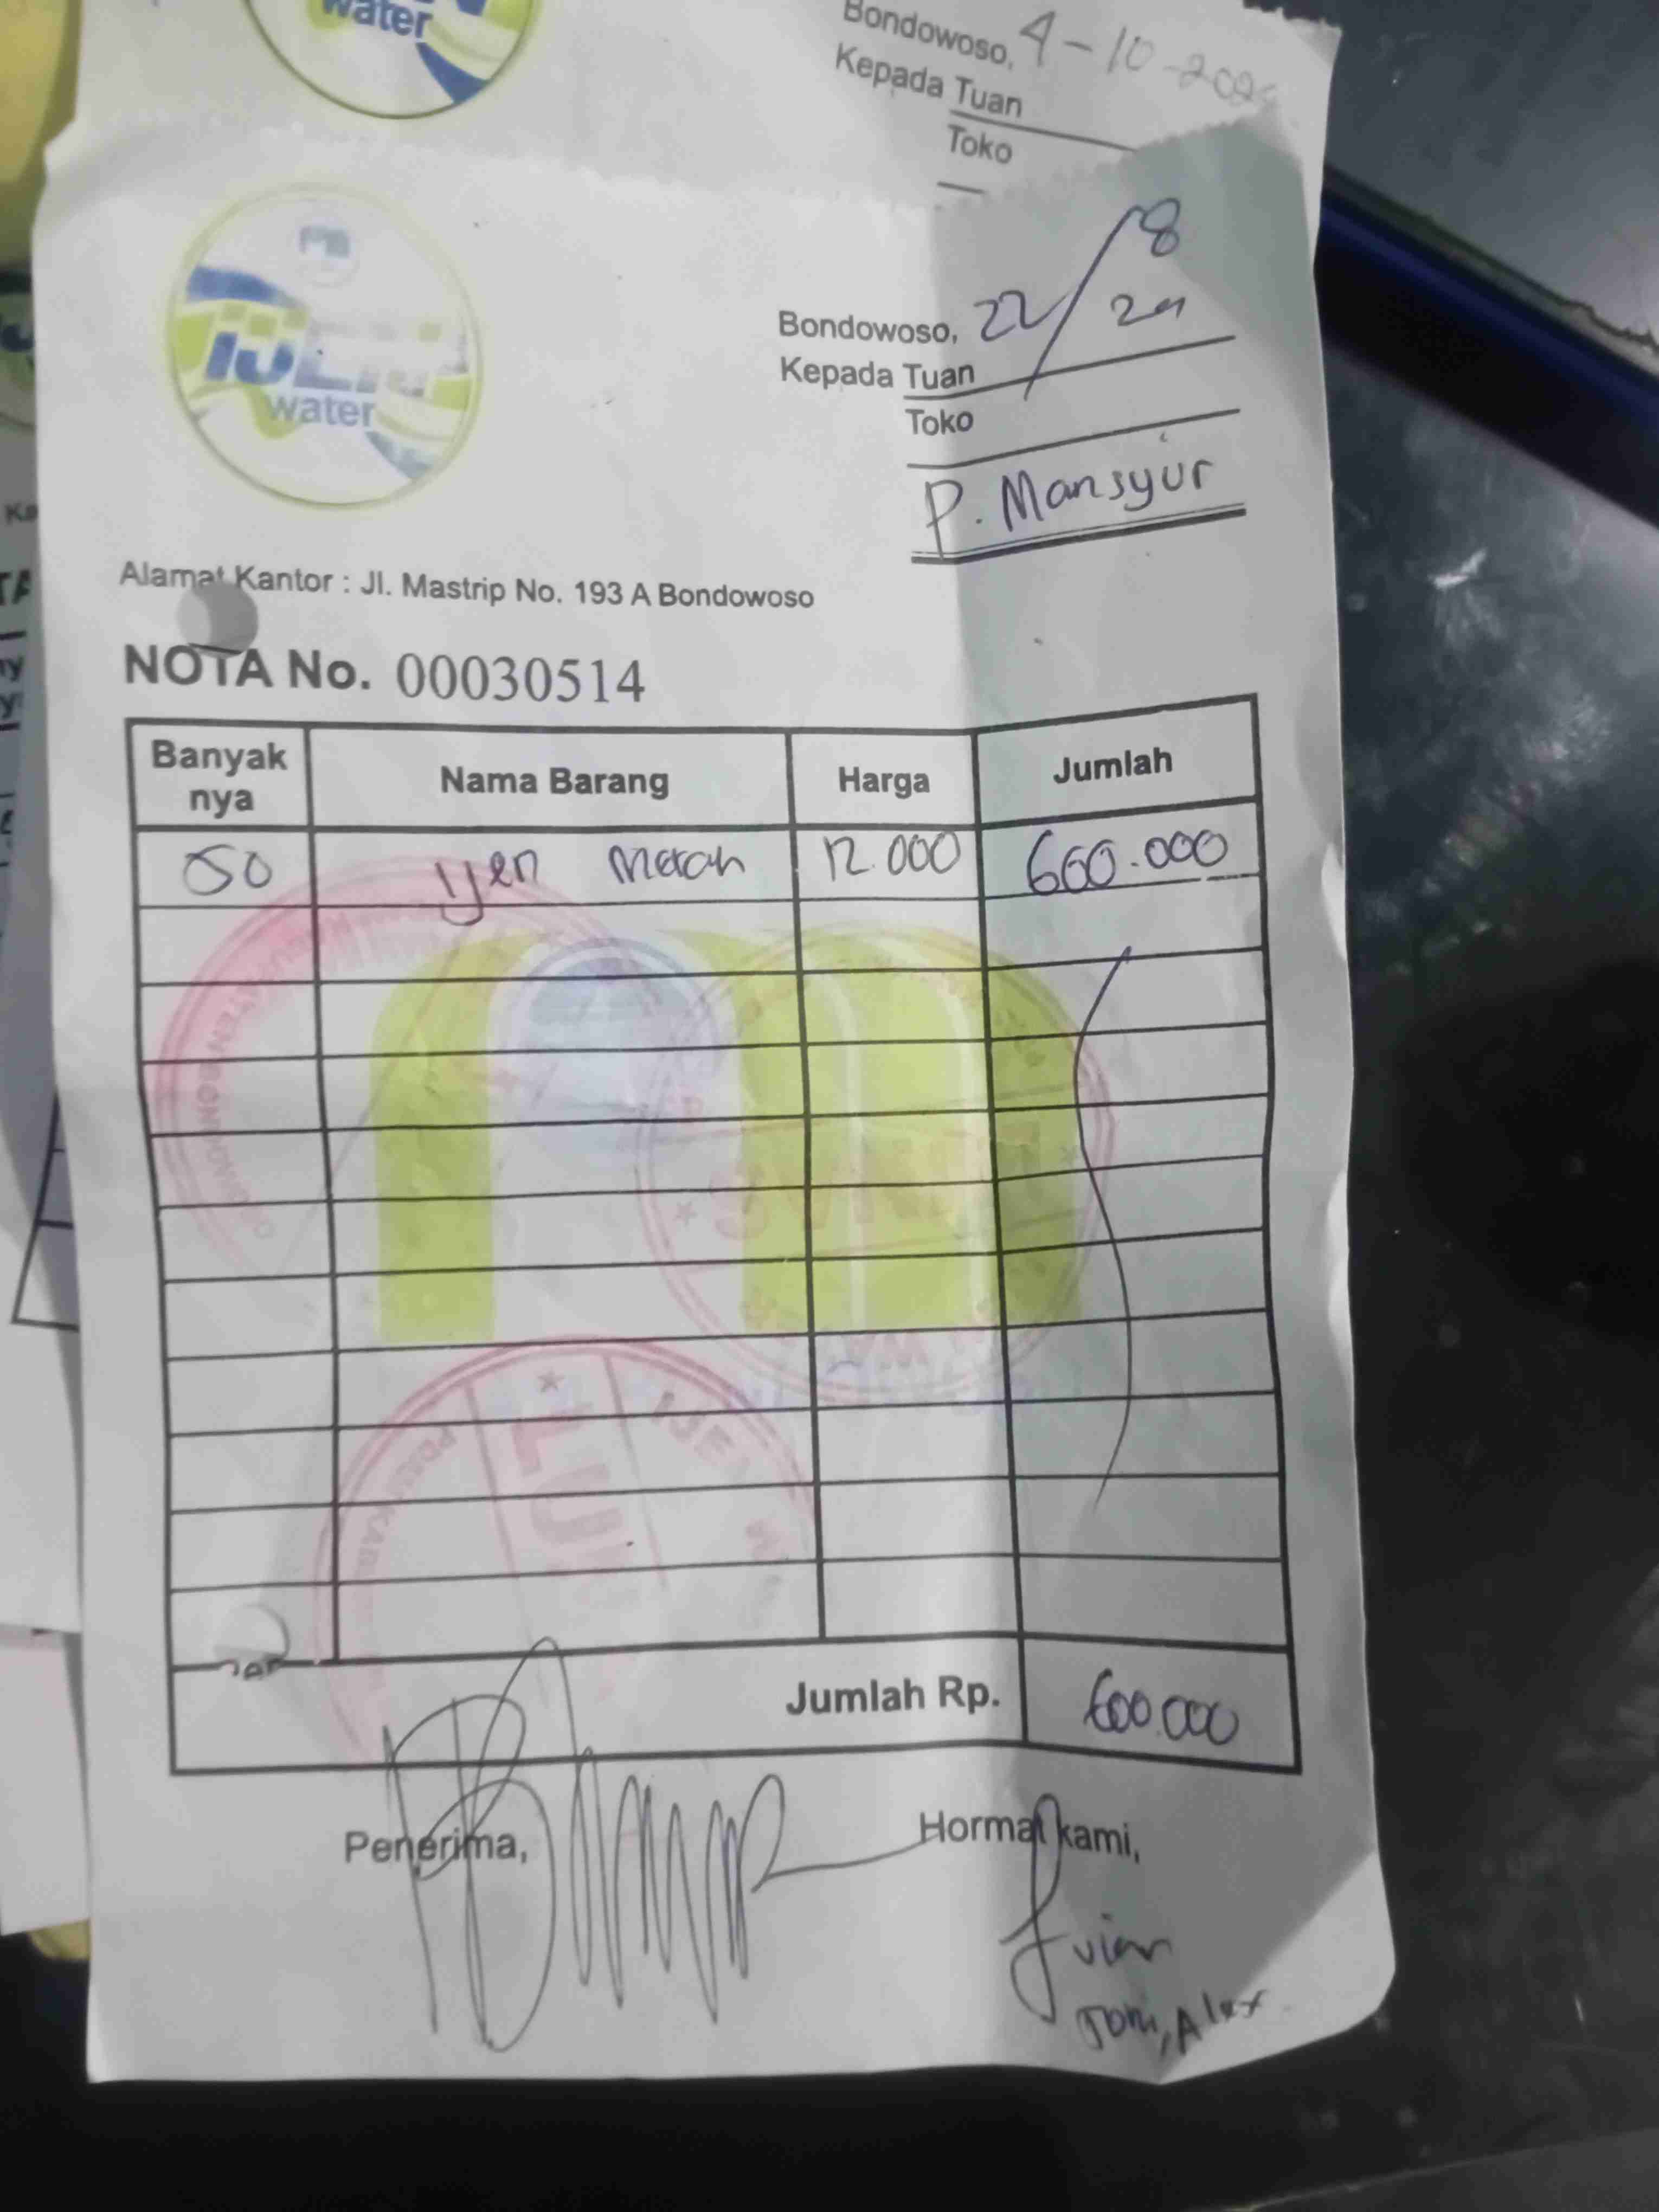 water
Bondowoso, 4-10-202
Kepada Tuan
Toko
IJEN
water
Bondowoso, 22/8 24
Kepada Tuan
Toko
P. Mansyur
Alamat Kantor : Jl. Mastrip No. 193 A Bondowoso
NOTA No. 00030514
Banyak nya Nama Barang Harga Jumlah
50 Ijen Merah 12.000 600.000
Jumlah Rp. 600.000
Penerima, Hormat kami,
Jvian
Joni, Alex